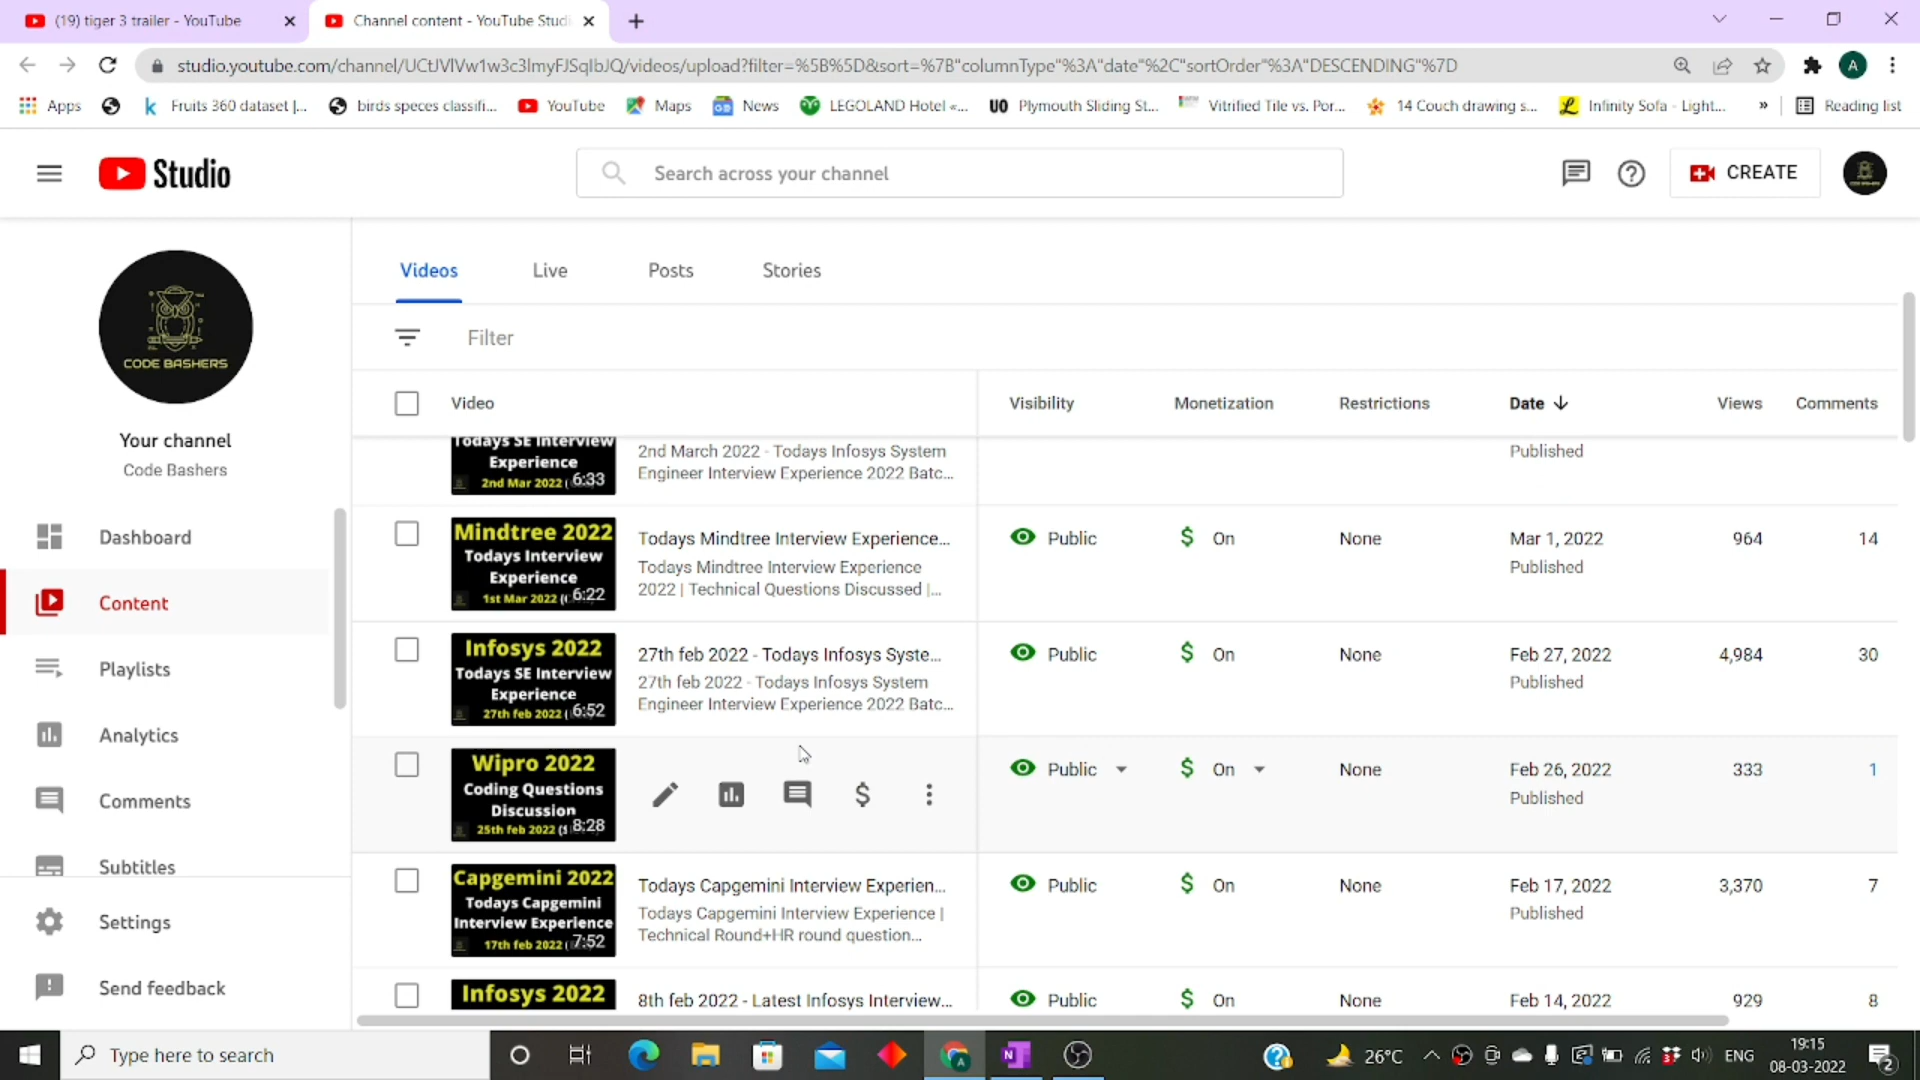 (19) tiger 3 trailer - YouTube
Channel content - YouTube Studi
studio.youtube.com/channel/UCtJVlVw1w3c3lmyFJSqIbJQ/videos/upload?filter=%5B%5D&sort=%7B"columnType"%3A"date"%2C"sortOrder"%3A"DESCENDING"%7D
A
Apps
Fruits 360 dataset |...
birds speces classifi...
YouTube
Maps
News
LEGOLAND Hotel «...
UO Plymouth Sliding St...
Vitrified Tile vs. Por...
14 Couch drawing s...
Infinity Sofa - Light...
»
Reading list
Studio
Search across your channel
CREATE
CODE BASHERS
Your channel
Code Bashers
Dashboard
Content
Playlists
Analytics
Comments
Subtitles
Settings
Send feedback
Videos
Live
Posts
Stories
Filter
Video
Visibility
Monetization
Restrictions
Date
Views
Comments
Todays SE Interview
Experience
2nd Mar 2022 (
6:33
2nd March 2022 - Todays Infosys System
Engineer Interview Experience 2022 Batc...
Published
Mindtree 2022
Todays Interview
Experience
1st Mar 2022 (
6:22
Todays Mindtree Interview Experience...
Todays Mindtree Interview Experience
2022 | Technical Questions Discussed |...
Public
On
None
Mar 1, 2022
Published
964
14
Infosys 2022
Todays SE Interview
Experience
27th feb 2022 (
6:52
27th feb 2022 - Todays Infosys Syste...
27th feb 2022 - Todays Infosys System
Engineer Interview Experience 2022 Batc...
Public
On
None
Feb 27, 2022
Published
4,984
30
Wipro 2022
Coding Questions
Discussion
25th feb 2022 (
8:28
Public
On
None
Feb 26, 2022
Published
333
1
Capgemini 2022
Todays Capgemini
Interview Experience
17th feb 2022 (
7:52
Todays Capgemini Interview Experien...
Todays Capgemini Interview Experience |
Technical Round+HR round question...
Public
On
None
Feb 17, 2022
Published
3,370
7
Infosys 2022
8th feb 2022 - Latest Infosys Interview...
Public
On
None
Feb 14, 2022
929
8
Type here to search
26°C
ENG
19:15
08-03-2022
2